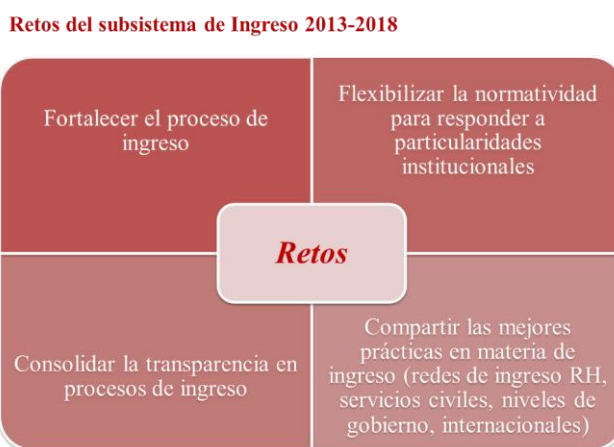 Retos del subsistema de Ingreso 2013-2018
Fortalecer el proceso de
ingreso
Flexibilizar la normatividad
para responder a
particularidades
institucionales
Retos
Consolidar la transparencia en
procesos de ingreso
Compartir las mejores
prácticas en materia de
ingreso (redes de ingreso RH,
servicios civiles, niveles de
gobierno, internacionales)